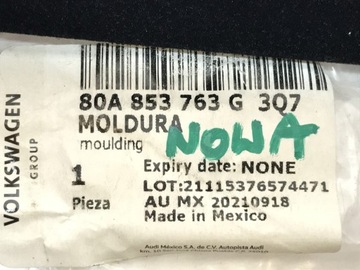 VOLKSWAGEN
GROUP
80A 853 763 G 3Q7
MOLDURA
NOWA
moulding
Expiry date: NONE
1
LOT:21115376574471
Pieza
AU MX 20210918
Made in Mexico
Audi México S.A. de C.V. Autopista Audi